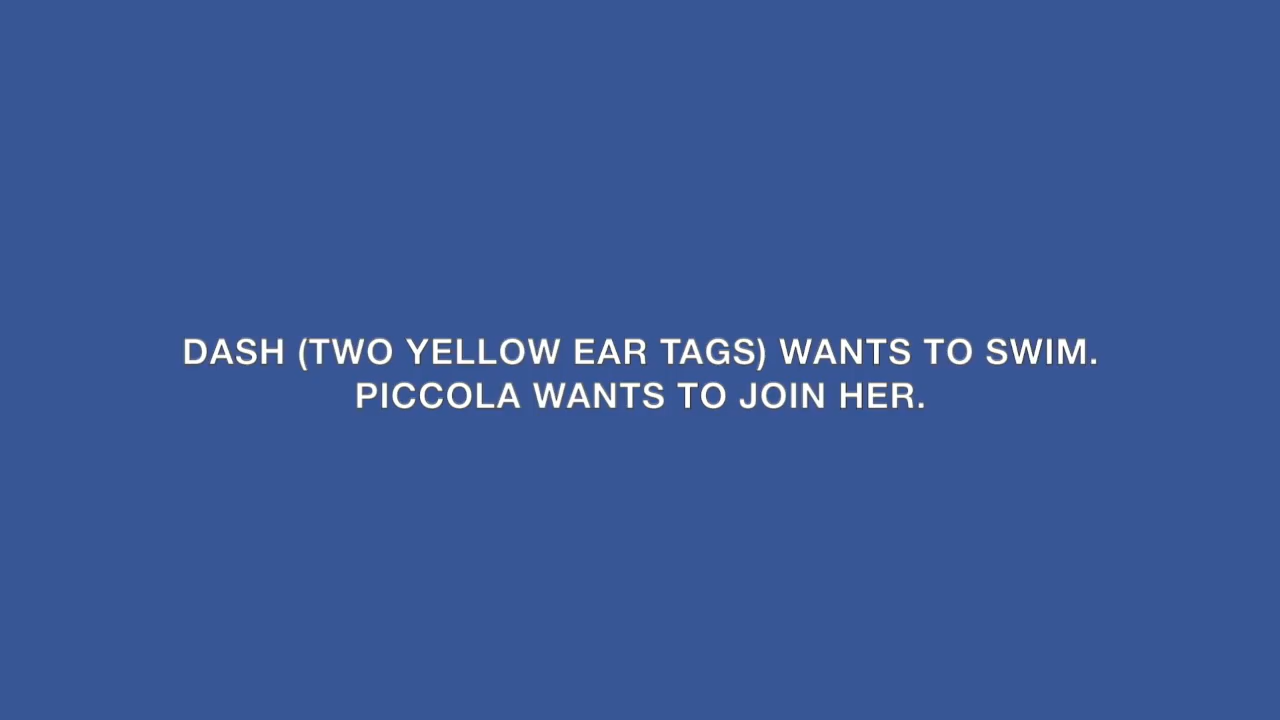 DASH (TWO YELLOW EAR TAGS) WANTS TO SWIM.
PICCOLA WANTS TO JOIN HER.